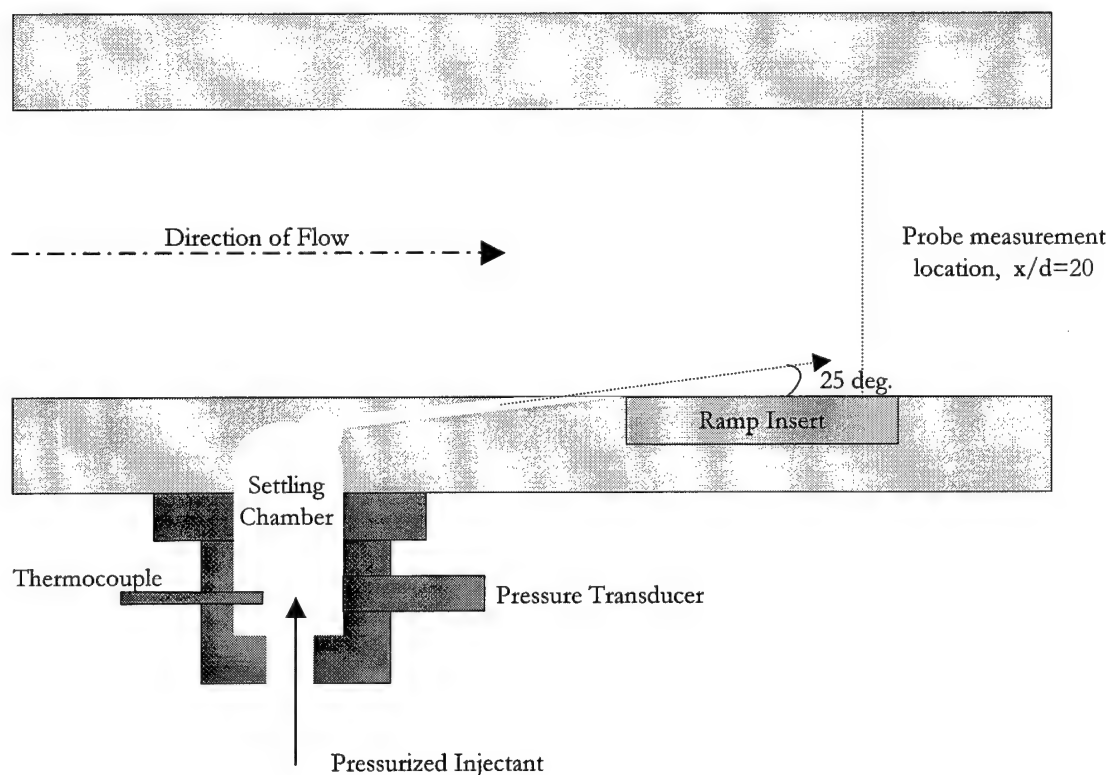 Direction of Flow
Probe measurement
location, x/d=20
25 deg.
Ramp Insert
Settling
Chamber
Thermocouple
Pressure Transducer
Pressurized Injectant